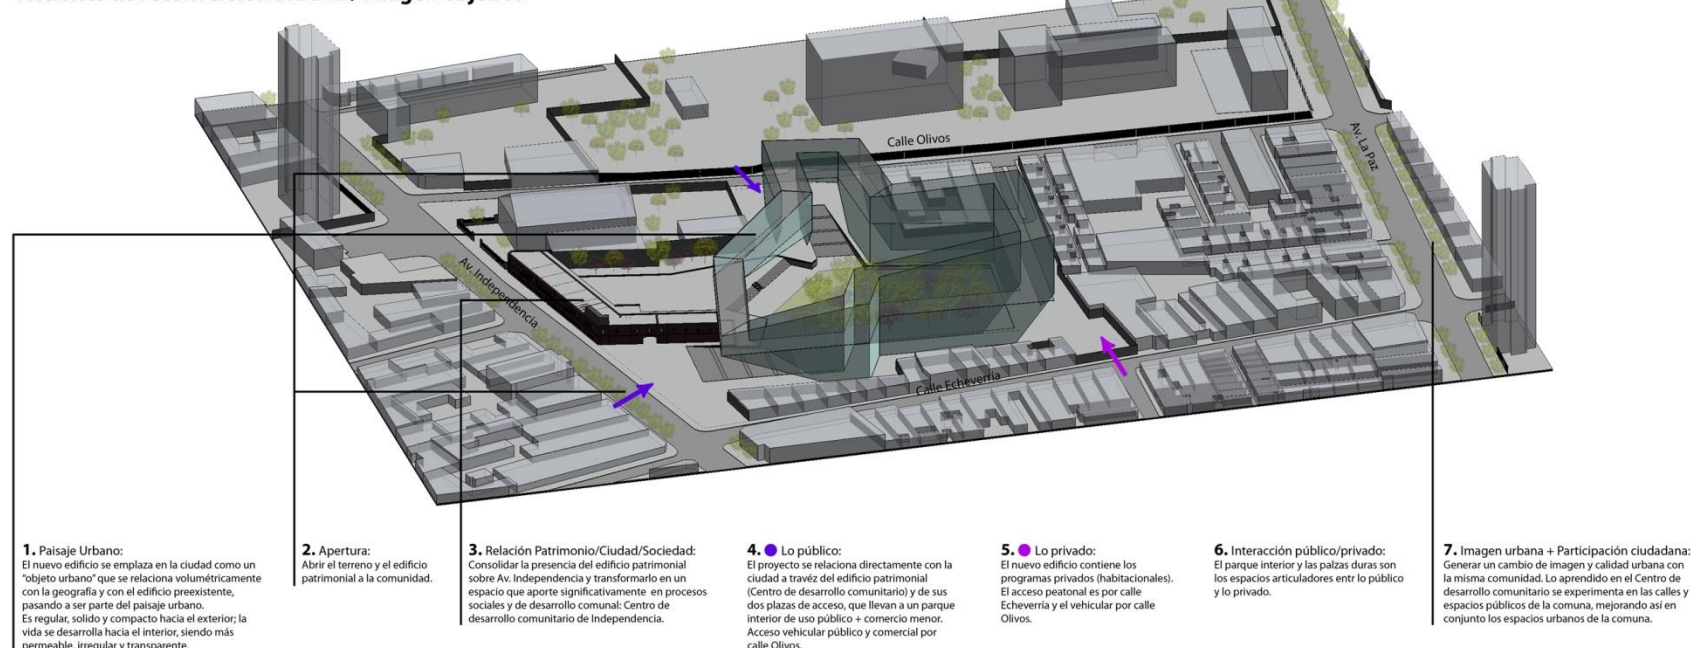 Calle Olivos
Av. La Paz
Av. Independencia
Calle Echeverría
1. Paisaje Urbano:
El nuevo edificio se emplaza en la ciudad como un
"objeto urbano" que se relaciona volumétricamente
con la geografía y con el edificio preexistente,
pasando a ser parte del paisaje urbano.
Es regular, solido y compacto hacia el exterior; la
vida se desarrolla hacia el interior, siendo más
permeable, irregular y transparente.
2. Apertura:
Abrir el terreno y el edificio
patrimonial a la comunidad.
3. Relación Patrimonio/Ciudad/Sociedad:
Consolidar la presencia del edificio patrimonial
sobre Av. Independencia y transformarlo en un
espacio que aporte significativamente en procesos
sociales y de desarrollo comunal: Centro de
desarrollo comunitario de Independencia.
4. Lo público:
El proyecto se relaciona directamente con la
ciudad a travéz del edificio patrimonial
(Centro de desarrollo comunitario) y de sus
dos plazas de acceso, que llevan a un parque
interior de uso público + comercio menor.
Acceso vehicular público y comercial por
calle Olivos.
5. Lo privado:
El nuevo edificio contiene los
programas privados (habitacionales).
El acceso peatonal es por calle
Echeverría y el vehicular por calle
Olivos.
6. Interacción público/privado:
El parque interior y las palzas duras son
los espacios articuladores entr lo público
y lo privado.
7. Imagen urbana + Participación ciudadana:
Generar un cambio de imagen y calidad urbana con
la misma comunidad. Lo aprendido en el Centro de
desarrollo comunitario se experimenta en las calles y
espacios públicos de la comuna, mejorando así en
conjunto los espacios urbanos de la comuna.